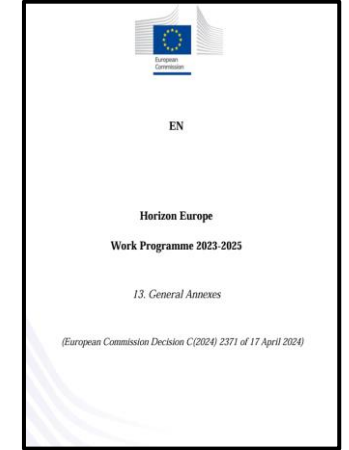 European
Commission
EN
Horizon Europe
Work Programme 2023-2025
13. General Annexes
(European Commission Decision C(2024) 2371 of 17 April 2024)